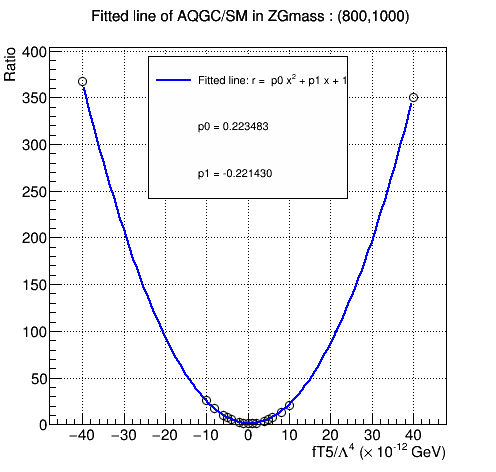 Fitted line of AQGC/SM in ZGmass : (800,1000)
Ratio
400
350
300
250
200
150
100
50
0
Fitted line: r = p0 x² + p1 x + 1
p0 = 0.223483
p1 = -0.221430
−40 −30 −20 −10 0 10 20 30 40
fT5/Λ⁴ (× 10⁻¹² GeV)